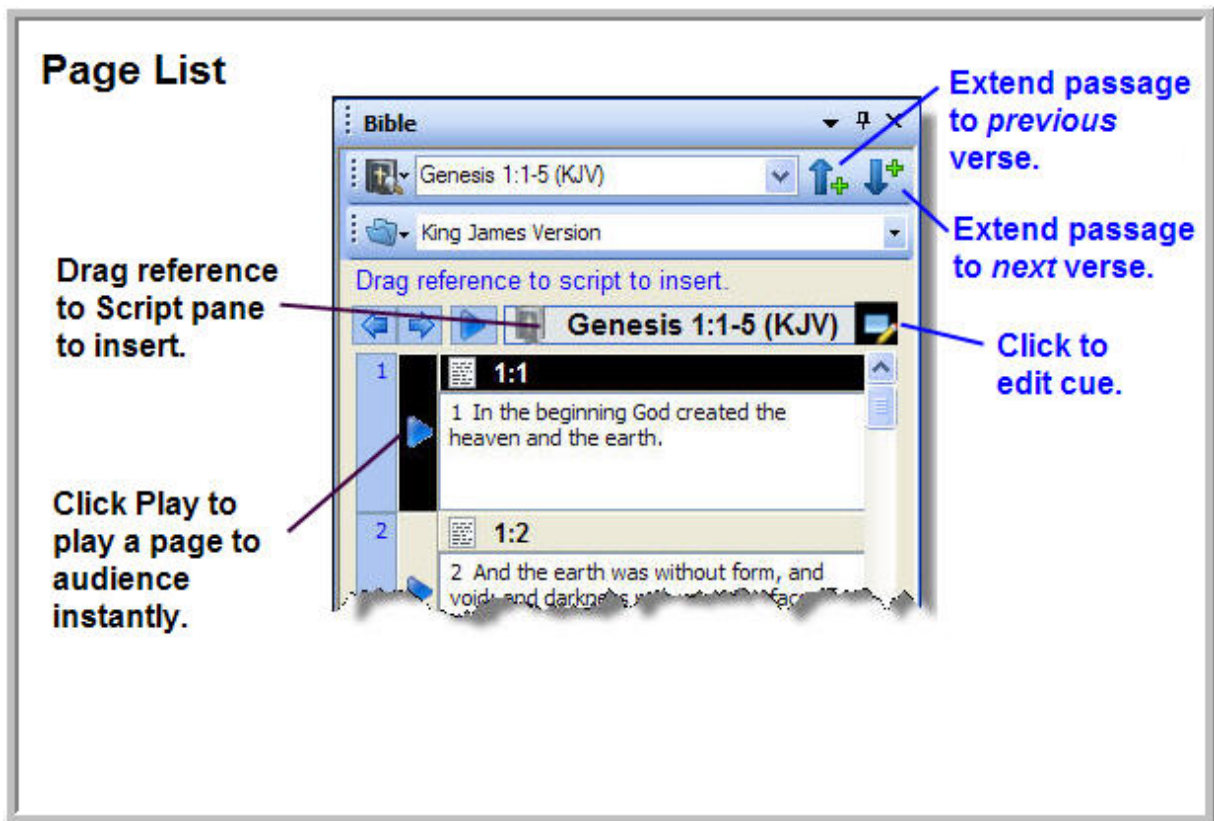 Page List
Extend passage
to previous
verse.
Bible
Genesis 1:1-5 (KJV)
King James Version
Extend passage
to next verse.
Drag reference
to Script pane
to insert.
Drag reference to script to insert.
Genesis 1:1-5 (KJV)
Click to
edit cue.
1
1:1
1 In the beginning God created the
heaven and the earth.
Click Play to
play a page to
audience
instantly.
2
1:2
2 And the earth was without form, and
void; and darkness